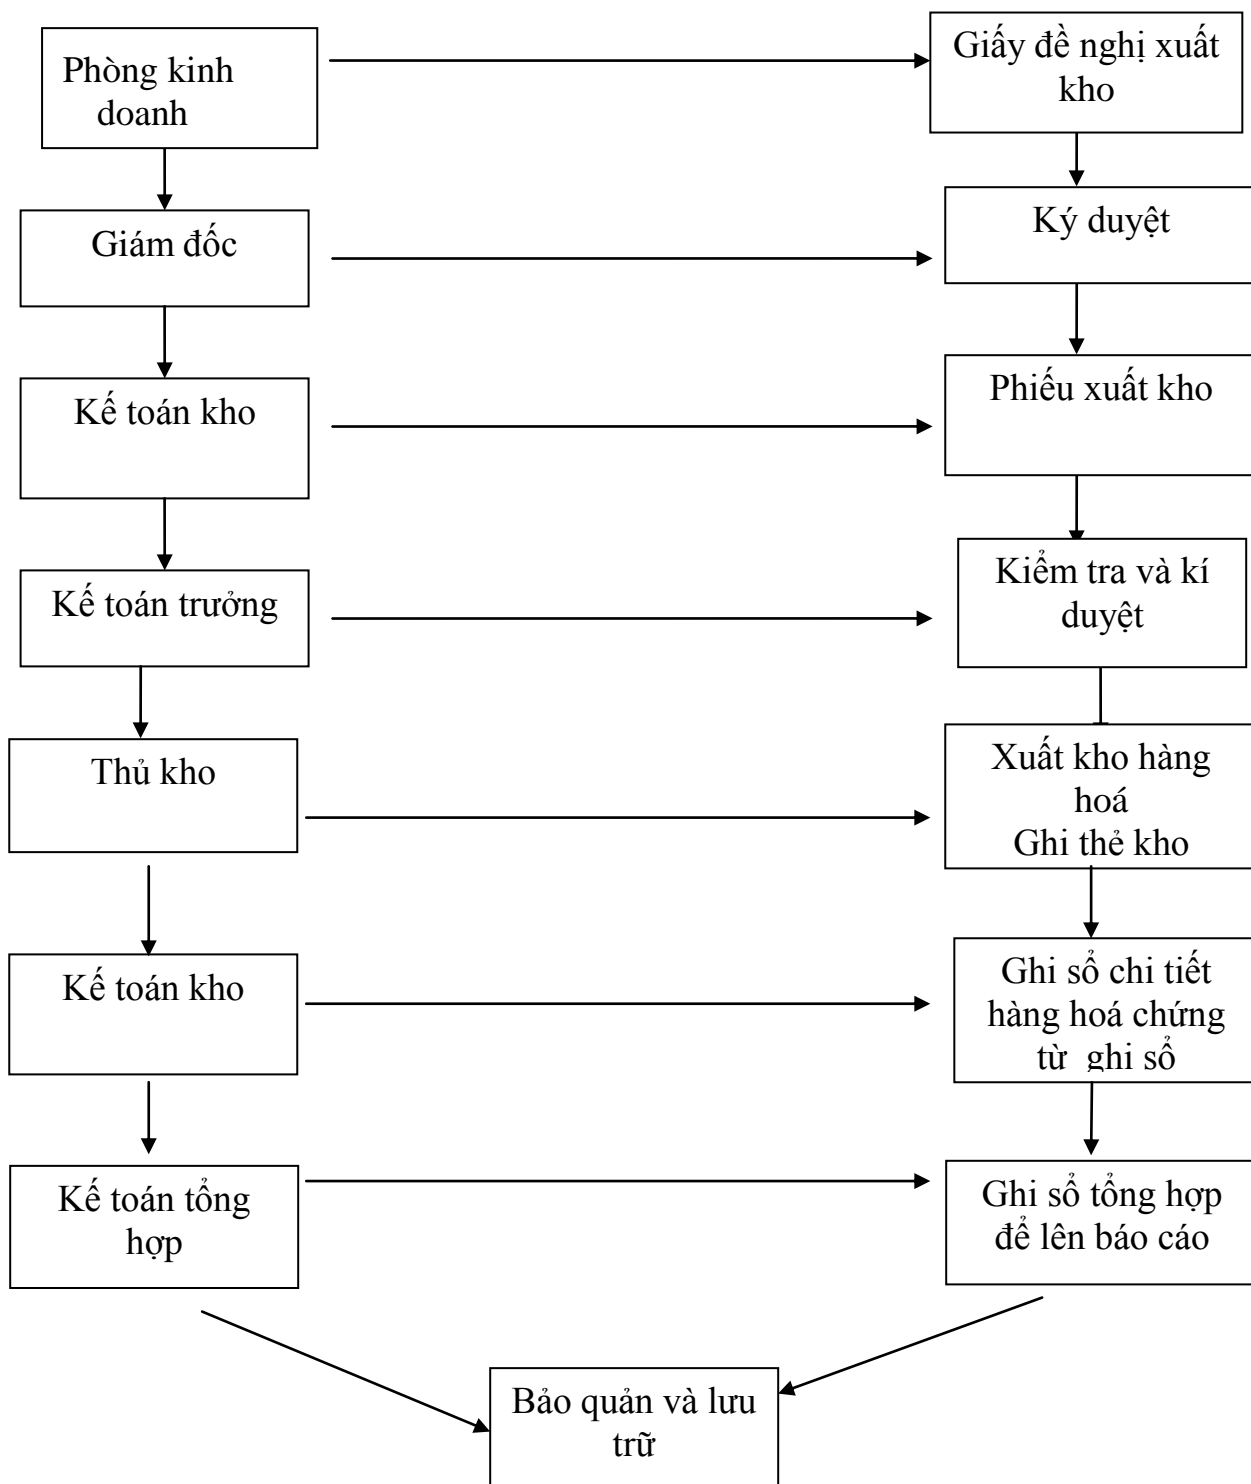 Phòng kinh
doanh
Giấy đề nghị xuất
kho
Giám đốc
Ký duyệt
Kế toán kho
Phiếu xuất kho
Kế toán trưởng
Kiểm tra và kí
duyệt
Thủ kho
Xuất kho hàng
hoá
Ghi thẻ kho
Kế toán kho
Ghi sổ chi tiết
hàng hoá chứng
từ ghi sổ
Kế toán tổng
hợp
Ghi sổ tổng hợp
để lên báo cáo
Bảo quản và lưu
trữ